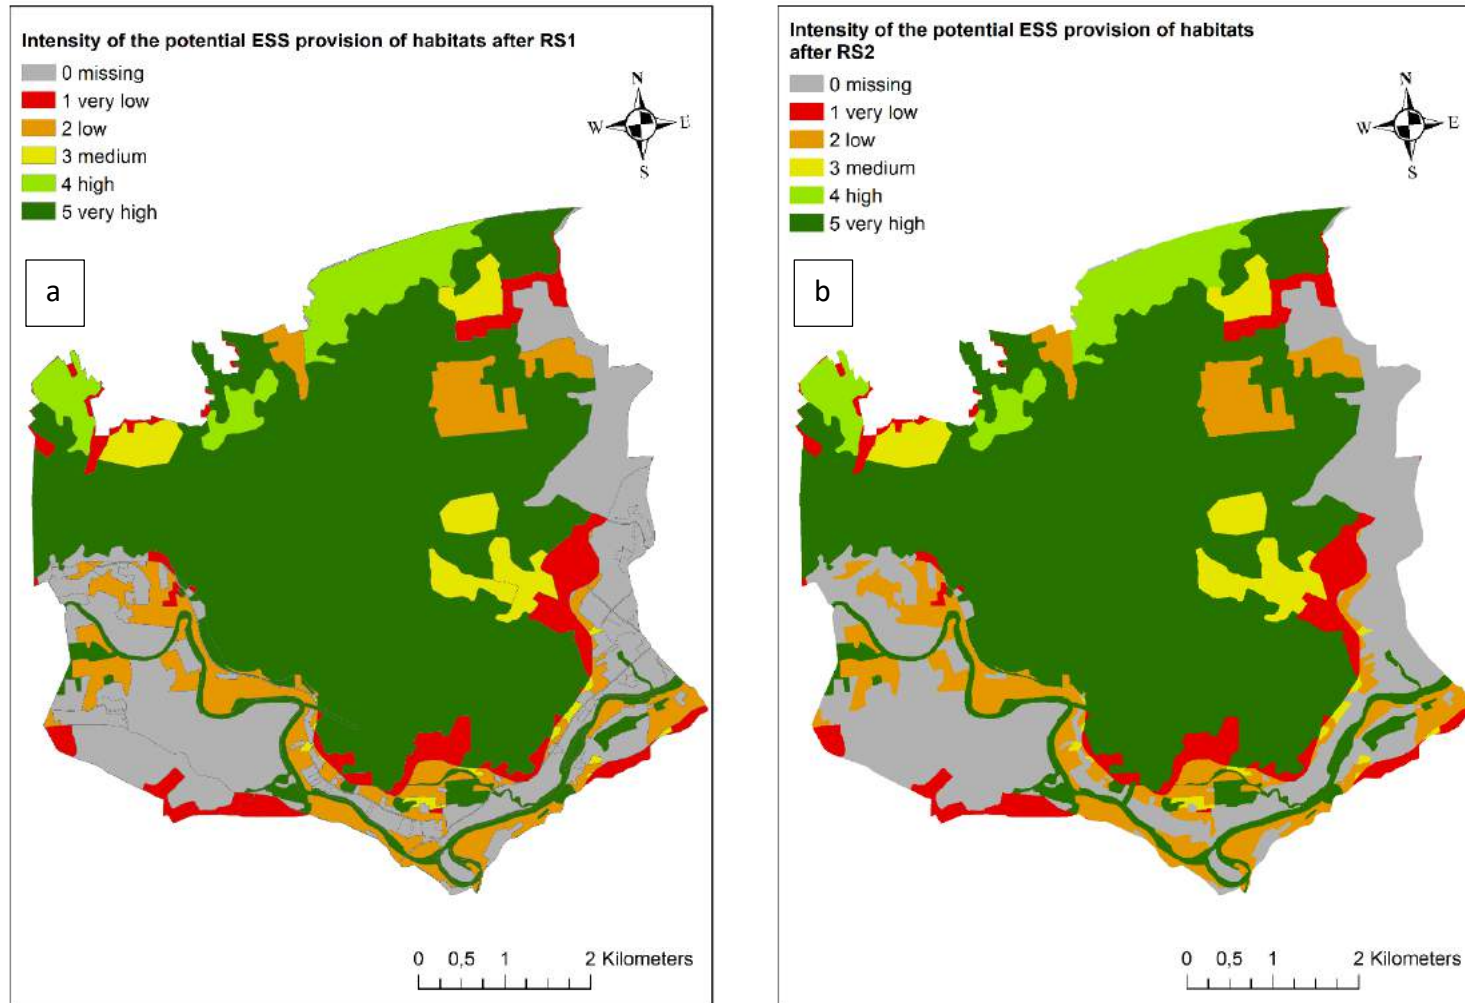 Intensity of the potential ESS provision of habitats after RS1
0 missing
1 very low
2 low
3 medium
4 high
5 very high
N
W
E
S
a
0 0,5 1 2 Kilometers
Intensity of the potential ESS provision of habitats
after RS2
0 missing
1 very low
2 low
3 medium
4 high
5 very high
N
W
E
S
b
0 0,5 1 2 Kilometers